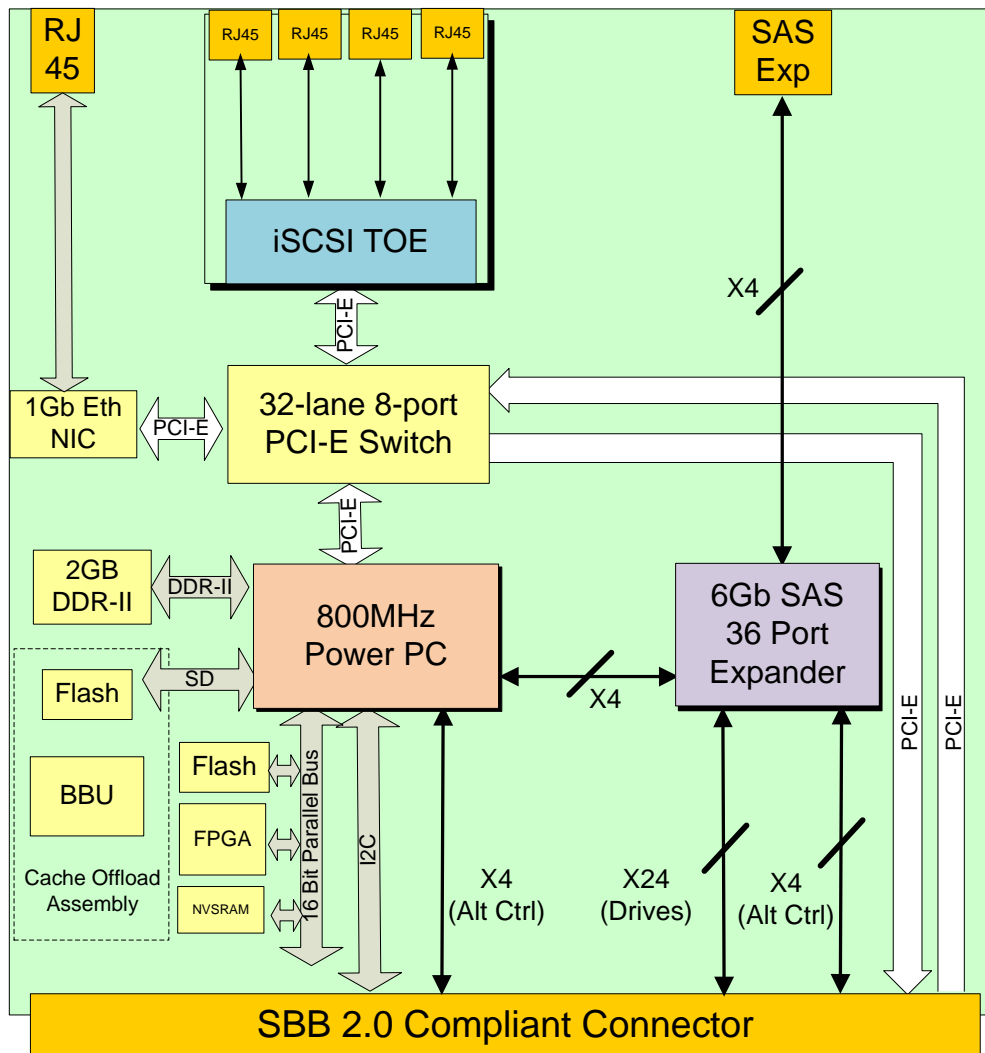 RJ
45
RJ45
RJ45
RJ45
RJ45
SAS
Exp
iSCSI TOE
X4
PCI-E
32-lane 8-port
PCI-E Switch
1Gb Eth
NIC
PCI-E
PCI-E
2GB
DDR-II
DDR-II
800MHz
Power PC
6Gb SAS
36 Port
Expander
Flash
SD
X4
PCI-E
PCI-E
Flash
BBU
FPGA
16 Bit Parallel Bus
I2C
Cache Offload
Assembly
NVSRAM
X4
(Alt Ctrl)
X24
(Drives)
X4
(Alt Ctrl)
SBB 2.0 Compliant Connector